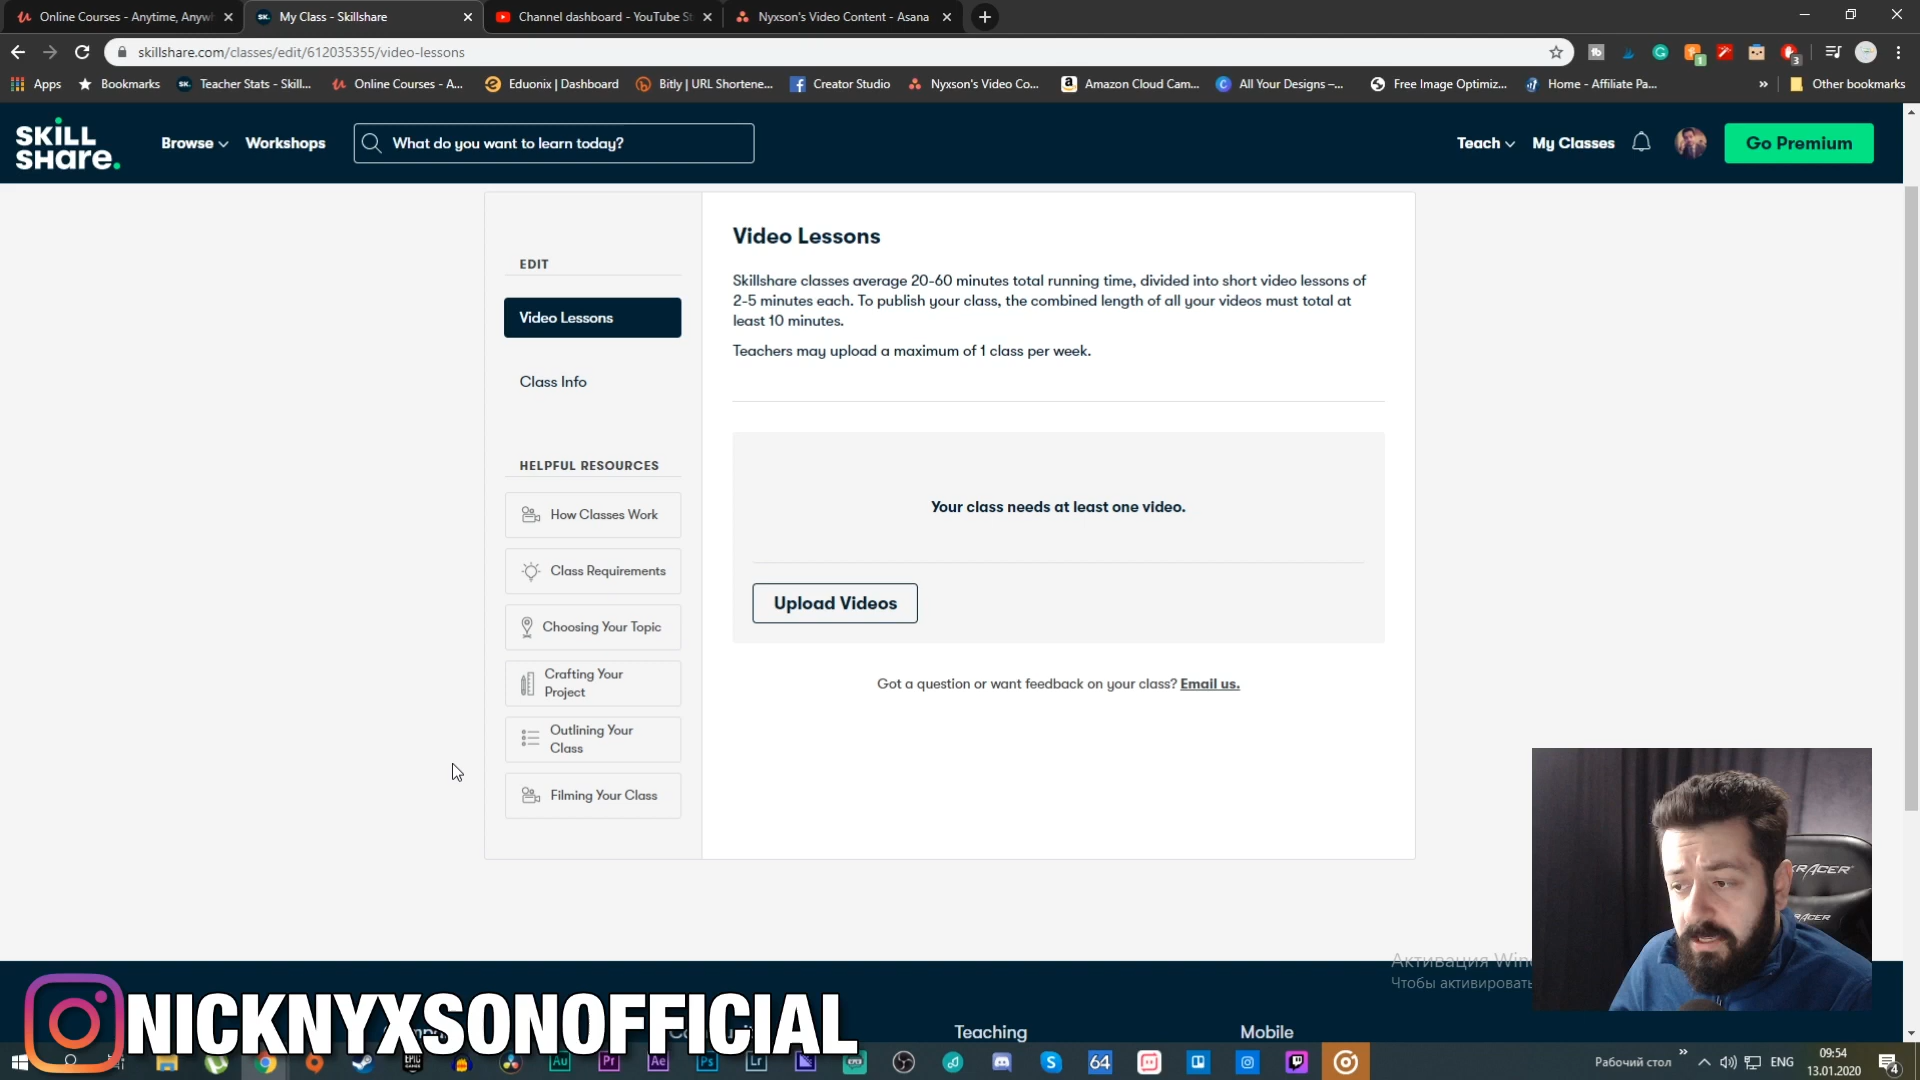 Online Courses - Anytime, Anywh
My Class - Skillshare
Channel dashboard - YouTube St
Nyxson's Video Content - Asana
skillshare.com/classes/edit/612035355/video-lessons
Apps
Bookmarks
Teacher Stats - Skill...
Online Courses - A...
Eduonix | Dashboard
Bitly | URL Shortene...
Creator Studio
Nyxson's Video Co...
Amazon Cloud Cam...
All Your Designs –...
Free Image Optimiz...
Home - Affiliate Pa...
»
Other bookmarks
SKILL
SHARE.
Browse
Workshops
What do you want to learn today?
Teach
My Classes
Go Premium
EDIT
Video Lessons
Class Info
HELPFUL RESOURCES
How Classes Work
Class Requirements
Choosing Your Topic
Crafting Your
Project
Outlining Your
Class
Filming Your Class
Video Lessons
Skillshare classes average 20-60 minutes total running time, divided into short video lessons of
2-5 minutes each. To publish your class, the combined length of all your videos must total at
least 10 minutes.
Teachers may upload a maximum of 1 class per week.
Your class needs at least one video.
Upload Videos
Got a question or want feedback on your class? Email us.
Активация Win
Чтобы активировать
NICKNYXSONOFFICIAL
Teaching
Mobile
Рабочий стол
ENG
09:54
13.01.2020